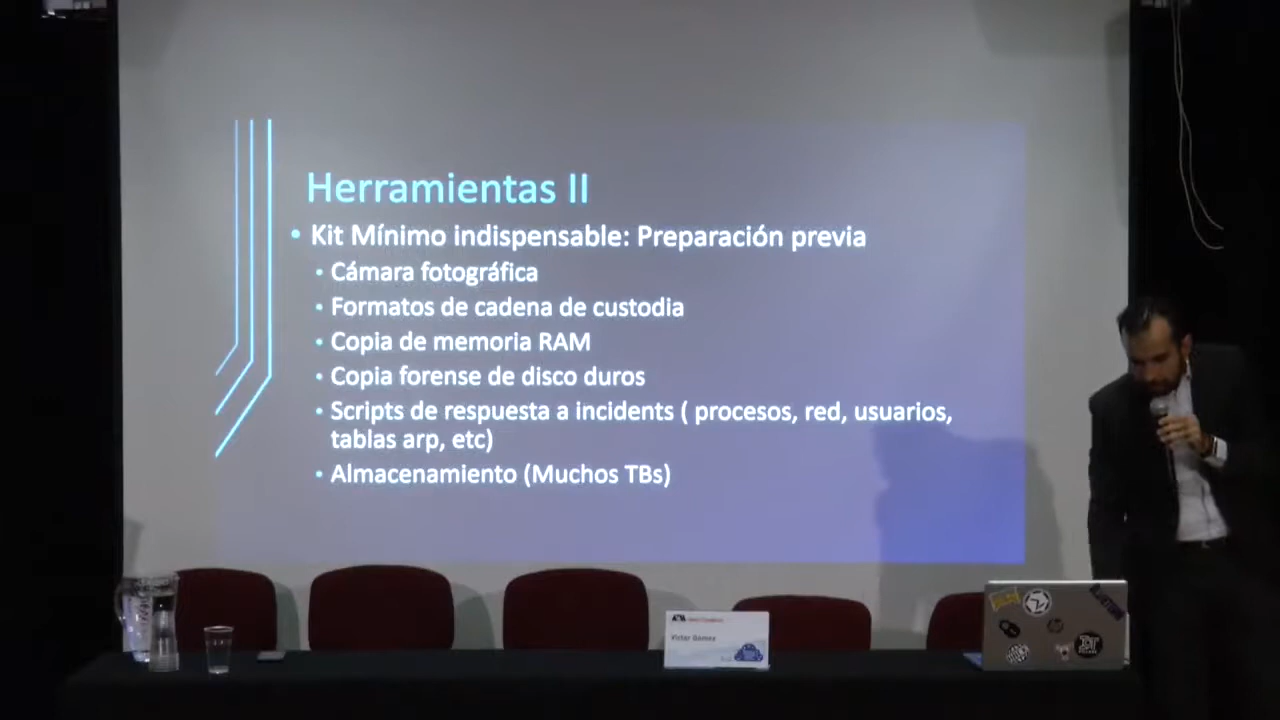 Herramientas II
• Kit Mínimo indispensable: Preparación previa
• Cámara fotográfica
• Formatos de cadena de custodia
• Copia de memoria RAM
• Copia forense de disco duros
• Scripts de respuesta a incidents ( procesos, red, usuarios,
tablas arp, etc)
• Almacenamiento (Muchos TBs)
Victor Gomez
hp